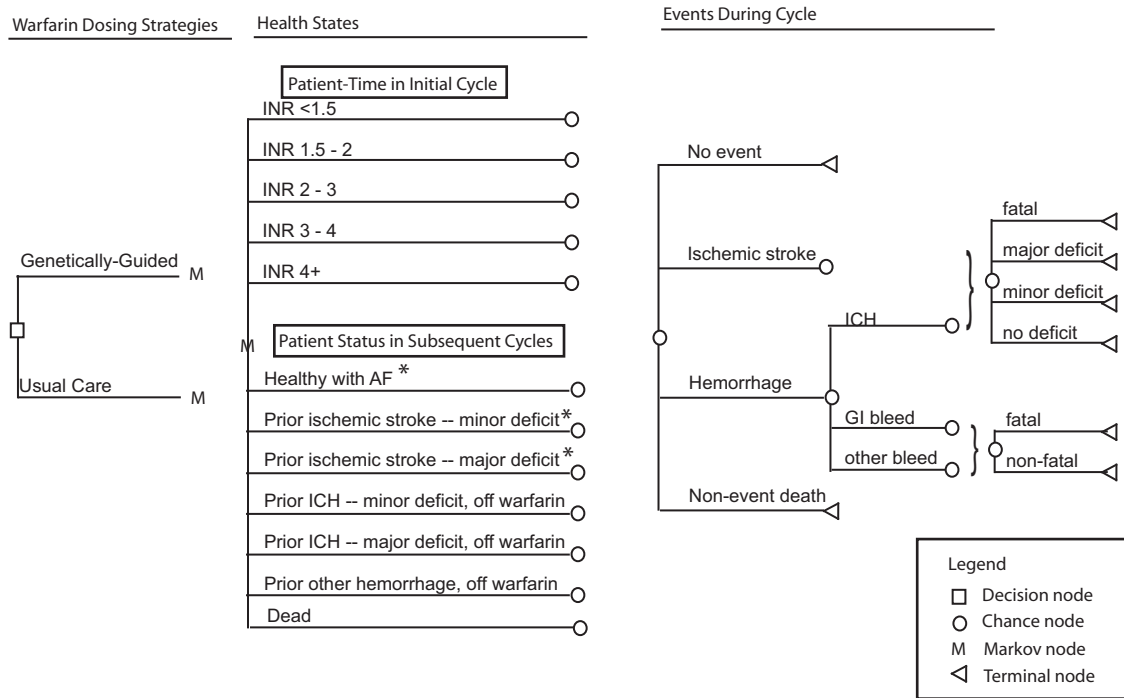 Warfarin Dosing Strategies
Health States
Events During Cycle
Patient-Time in Initial Cycle
INR <1.5
INR 1.5 - 2
INR 2 - 3
INR 3 - 4
INR 4+
Genetically-Guided
M
Usual Care
M
M
Patient Status in Subsequent Cycles
Healthy with AF *
Prior ischemic stroke -- minor deficit*
Prior ischemic stroke -- major deficit*
Prior ICH -- minor deficit, off warfarin
Prior ICH -- major deficit, off warfarin
Prior other hemorrhage, off warfarin
Dead
No event
Ischemic stroke
Hemorrhage
Non-event death
ICH
GI bleed
other bleed
fatal
major deficit
minor deficit
no deficit
fatal
non-fatal
Legend
Decision node
Chance node
M Markov node
Terminal node